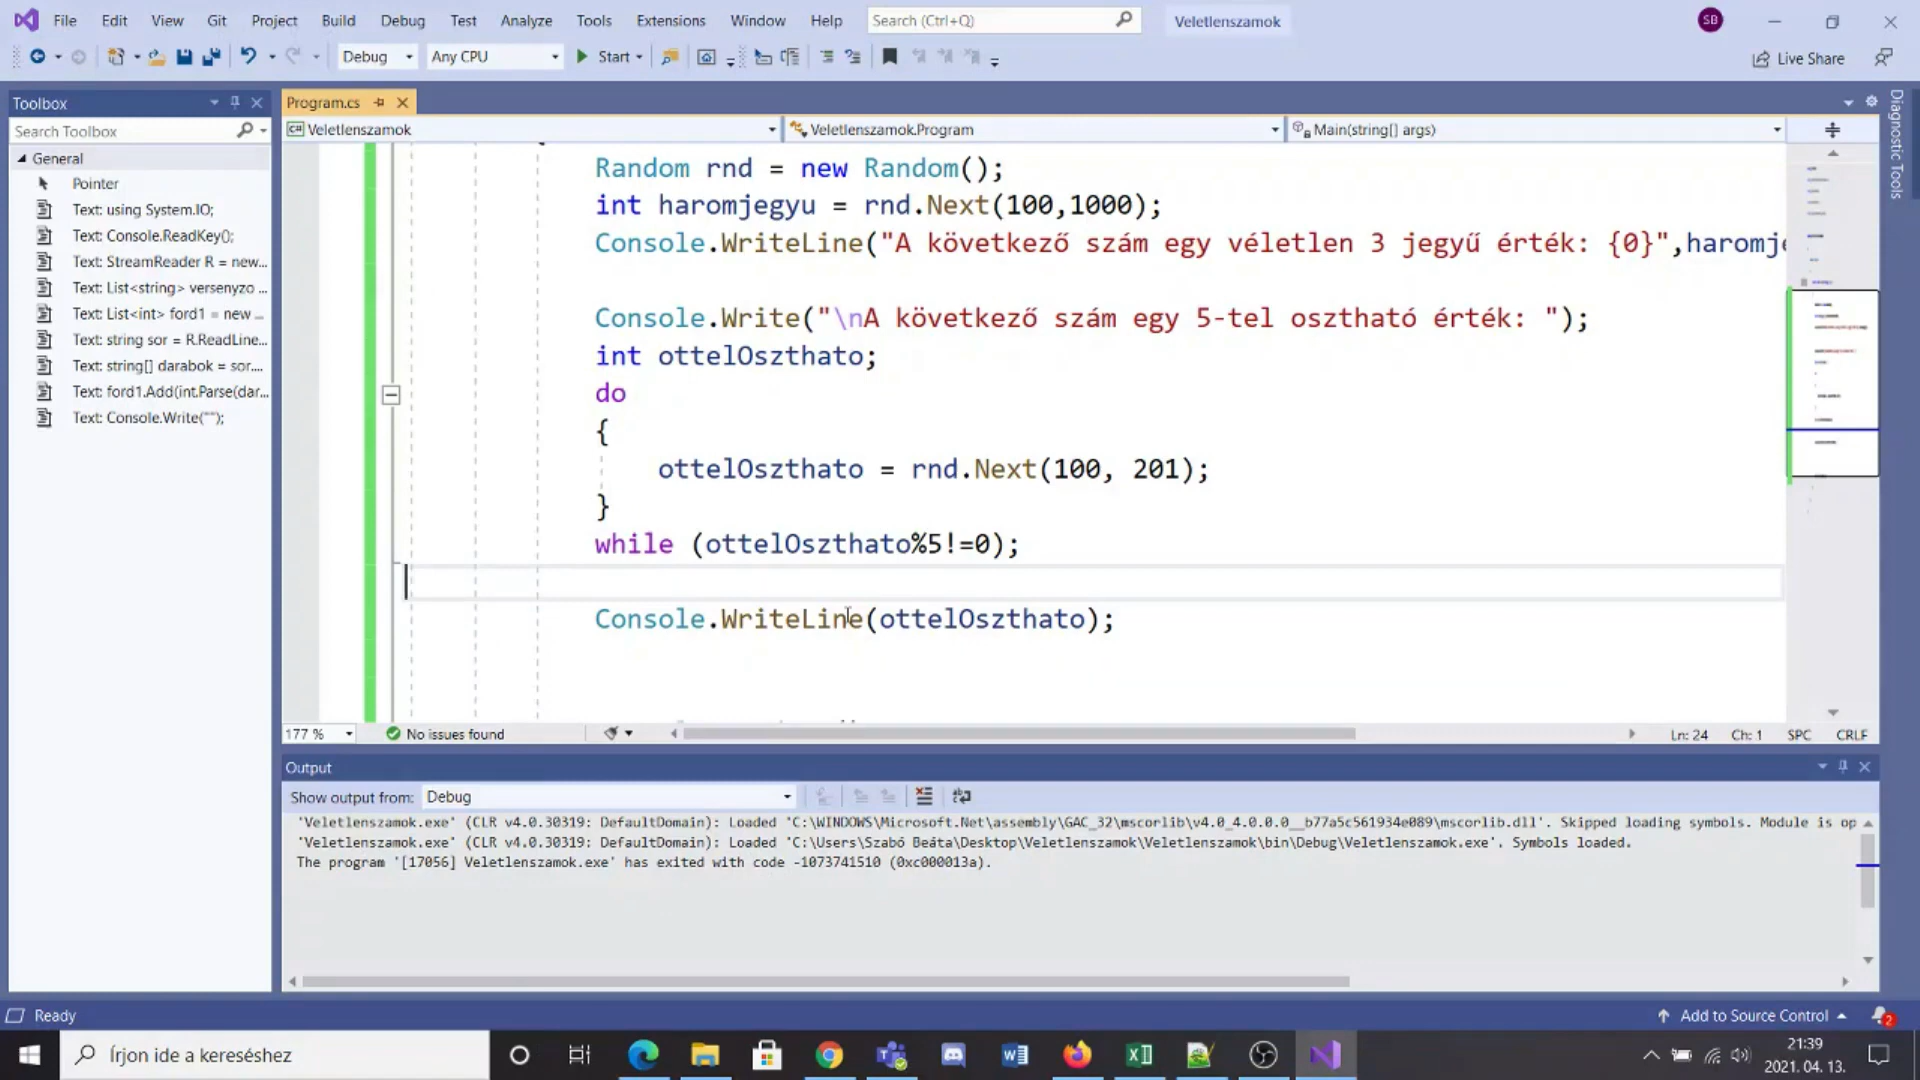 File Edit View Git Project Build Debug Test Analyze Tools Extensions Window Help Search (Ctrl+Q) Veletlenszamok SB
Debug Any CPU Start Live Share
Toolbox
Search Toolbox
General
Pointer
Text: using System.IO;
Text: Console.ReadKey();
Text: StreamReader R = new...
Text: List<string> versenyzo ...
Text: List<int> ford1 = new ...
Text: string sor = R.ReadLine...
Text: string[] darabok = sor....
Text: ford1.Add(int.Parse(dar...
Text: Console.Write("");
Program.cs
Veletlenszamok Veletlenszamok.Program Main(string[] args)
Random rnd = new Random();
int haromjegyu = rnd.Next(100,1000);
Console.WriteLine("A következő szám egy véletlen 3 jegyű érték: {0}",haromje
Console.Write("\nA következő szám egy 5-tel osztható érték: ");
int ottelOszthato;
do
{
ottelOszthato = rnd.Next(100, 201);
}
while (ottelOszthato%5!=0);
Console.WriteLine(ottelOszthato);
177 % No issues found Ln: 24 Ch: 1 SPC CRLF
Output
Show output from: Debug
'Veletlenszamok.exe' (CLR v4.0.30319: DefaultDomain): Loaded 'C:\WINDOWS\Microsoft.Net\assembly\GAC_32\mscorlib\v4.0_4.0.0.0__b77a5c561934e089\mscorlib.dll'. Skipped loading symbols. Module is op
'Veletlenszamok.exe' (CLR v4.0.30319: DefaultDomain): Loaded 'C:\Users\Szabó Beáta\Desktop\Veletlenszamok\Veletlenszamok\bin\Debug\Veletlenszamok.exe'. Symbols loaded.
The program '[17056] Veletlenszamok.exe' has exited with code -1073741510 (0xc000013a).
Diagnostic Tools
Ready Add to Source Control 2
Írjon ide a kereséshez
21:39
2021. 04. 13.